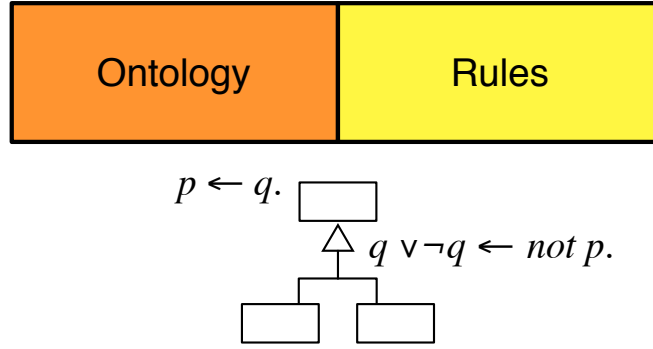 Ontology Rules
p ← q.
q ∨ ¬q ← not p.